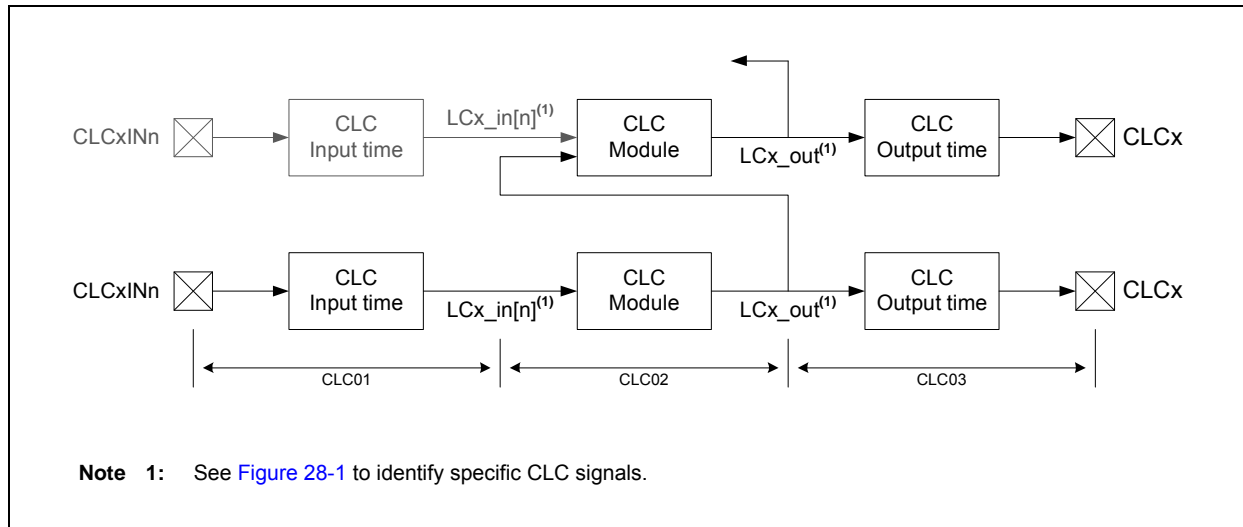 CLCxINn
CLC
Input time
LCx_in[n](1)
CLC
Module
LCx_out(1)
CLC
Output time
CLCx
CLCxINn
CLC
Input time
LCx_in[n](1)
CLC
Module
LCx_out(1)
CLC
Output time
CLCx
CLC01
CLC02
CLC03
Note 1: See Figure 28-1 to identify specific CLC signals.